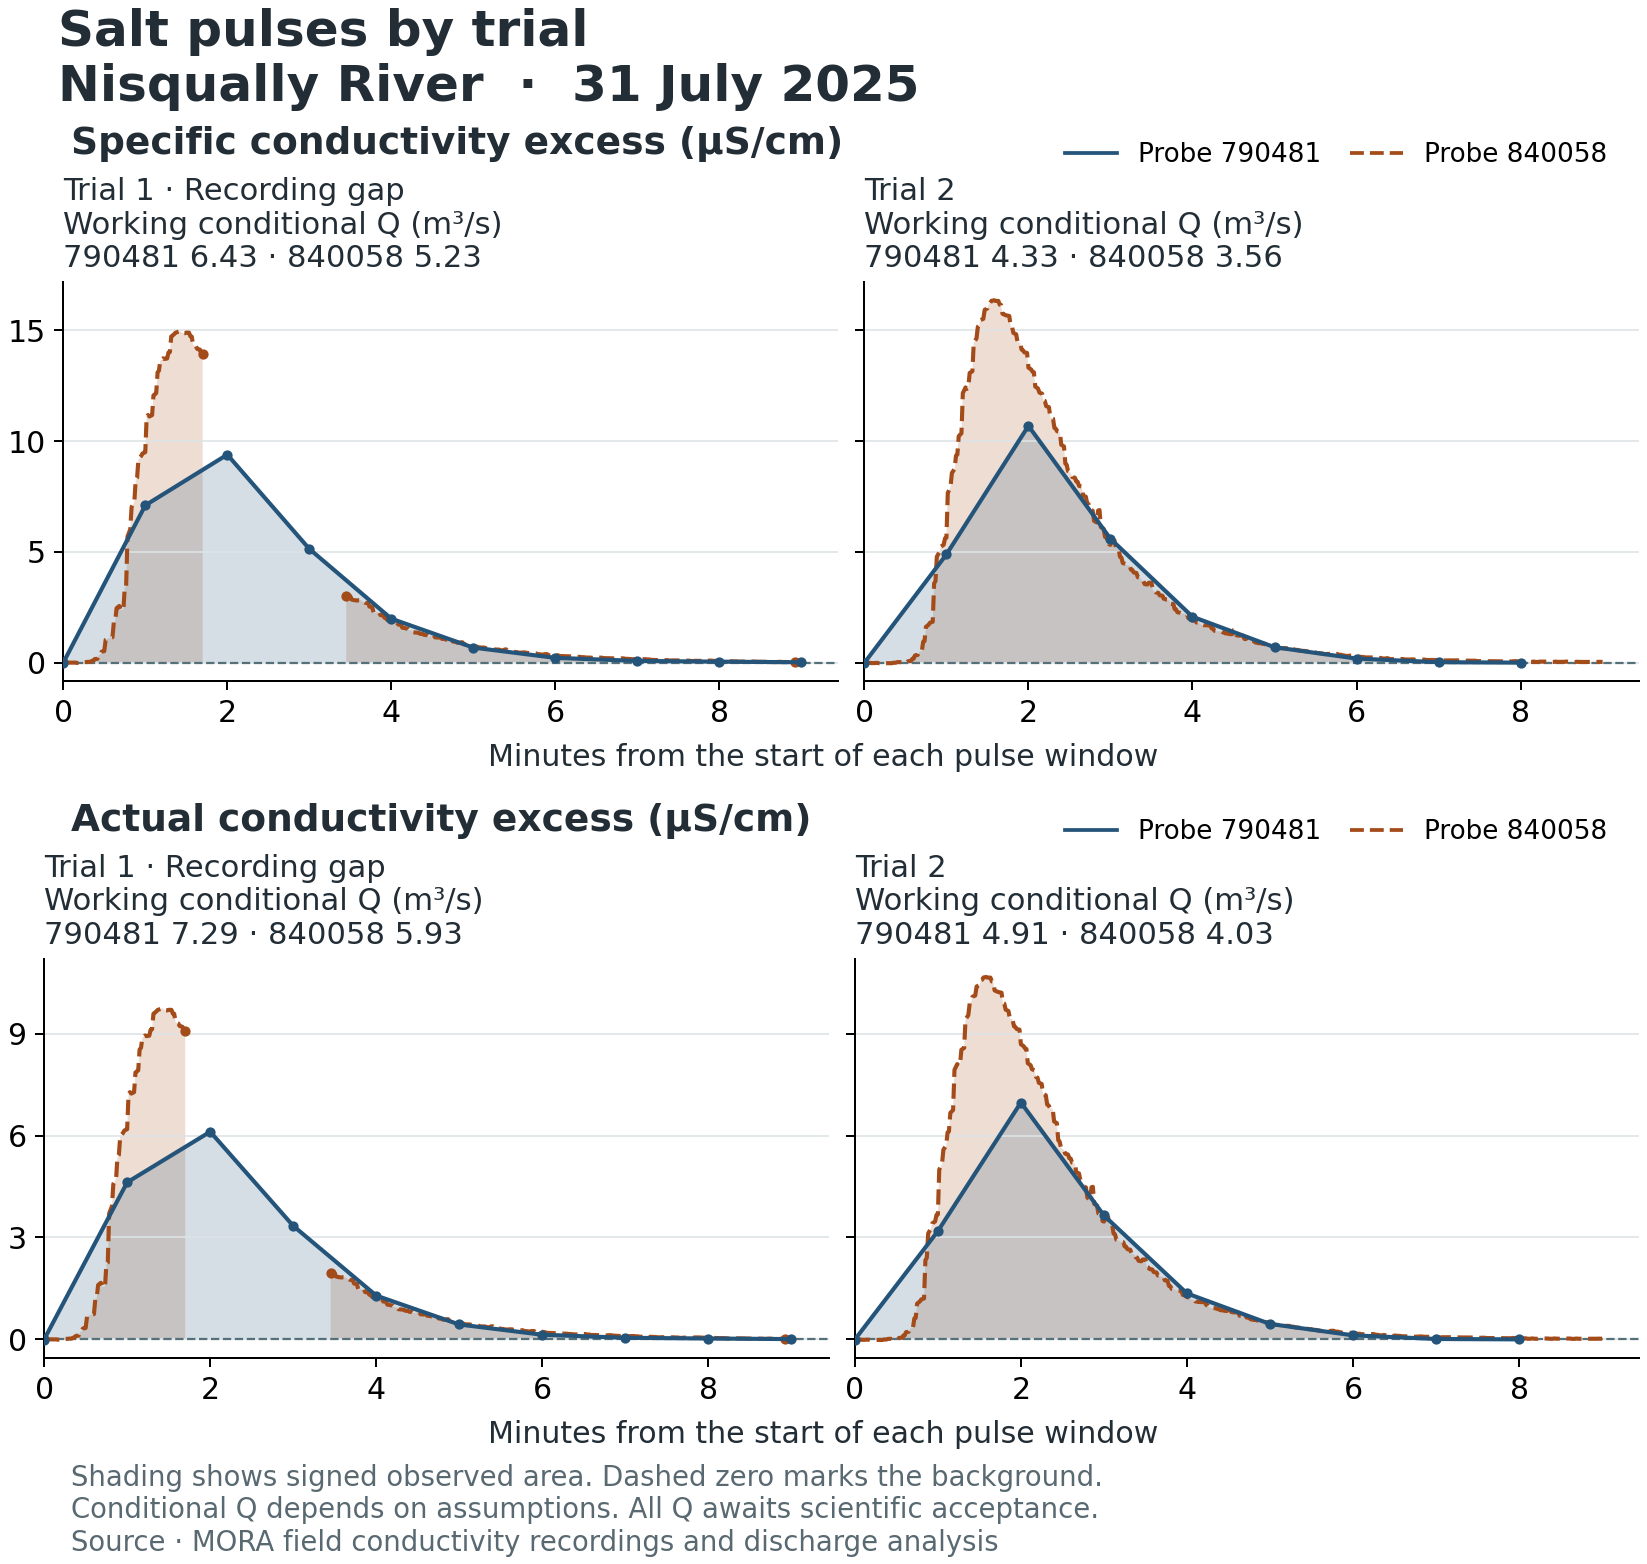 Salt pulses by trial
Nisqually River · 31 July 2025
Specific conductivity excess (µS/cm)
Probe 790481
Probe 840058
Trial 1 · Recording gap
Working conditional Q (m³/s)
790481 6.43 · 840058 5.23
Trial 2
Working conditional Q (m³/s)
790481 4.33 · 840058 3.56
15
10
5
0
0 2 4 6 8
0 2 4 6 8
Minutes from the start of each pulse window
Actual conductivity excess (µS/cm)
Probe 790481
Probe 840058
Trial 1 · Recording gap
Working conditional Q (m³/s)
790481 7.29 · 840058 5.93
Trial 2
Working conditional Q (m³/s)
790481 4.91 · 840058 4.03
9
6
3
0
0 2 4 6 8
0 2 4 6 8
Minutes from the start of each pulse window
Shading shows signed observed area. Dashed zero marks the background.
Conditional Q depends on assumptions. All Q awaits scientific acceptance.
Source · MORA field conductivity recordings and discharge analysis